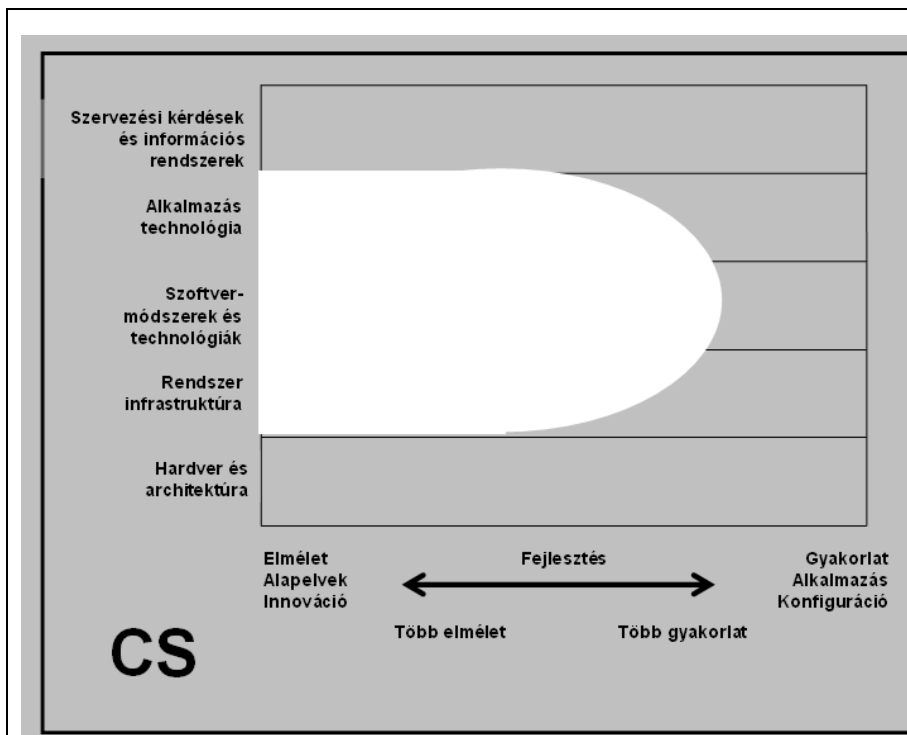 Szervezési kérdések
és információs
rendszerek
Alkalmazás
technológia
Szoftver-
módszerek és
technológiák
Rendszer
infrastruktúra
Hardver és
architektúra
Elmélet
Alapelvek
Innováció
Fejlesztés
Gyakorlat
Alkalmazás
Konfiguráció
Több elmélet
Több gyakorlat
CS